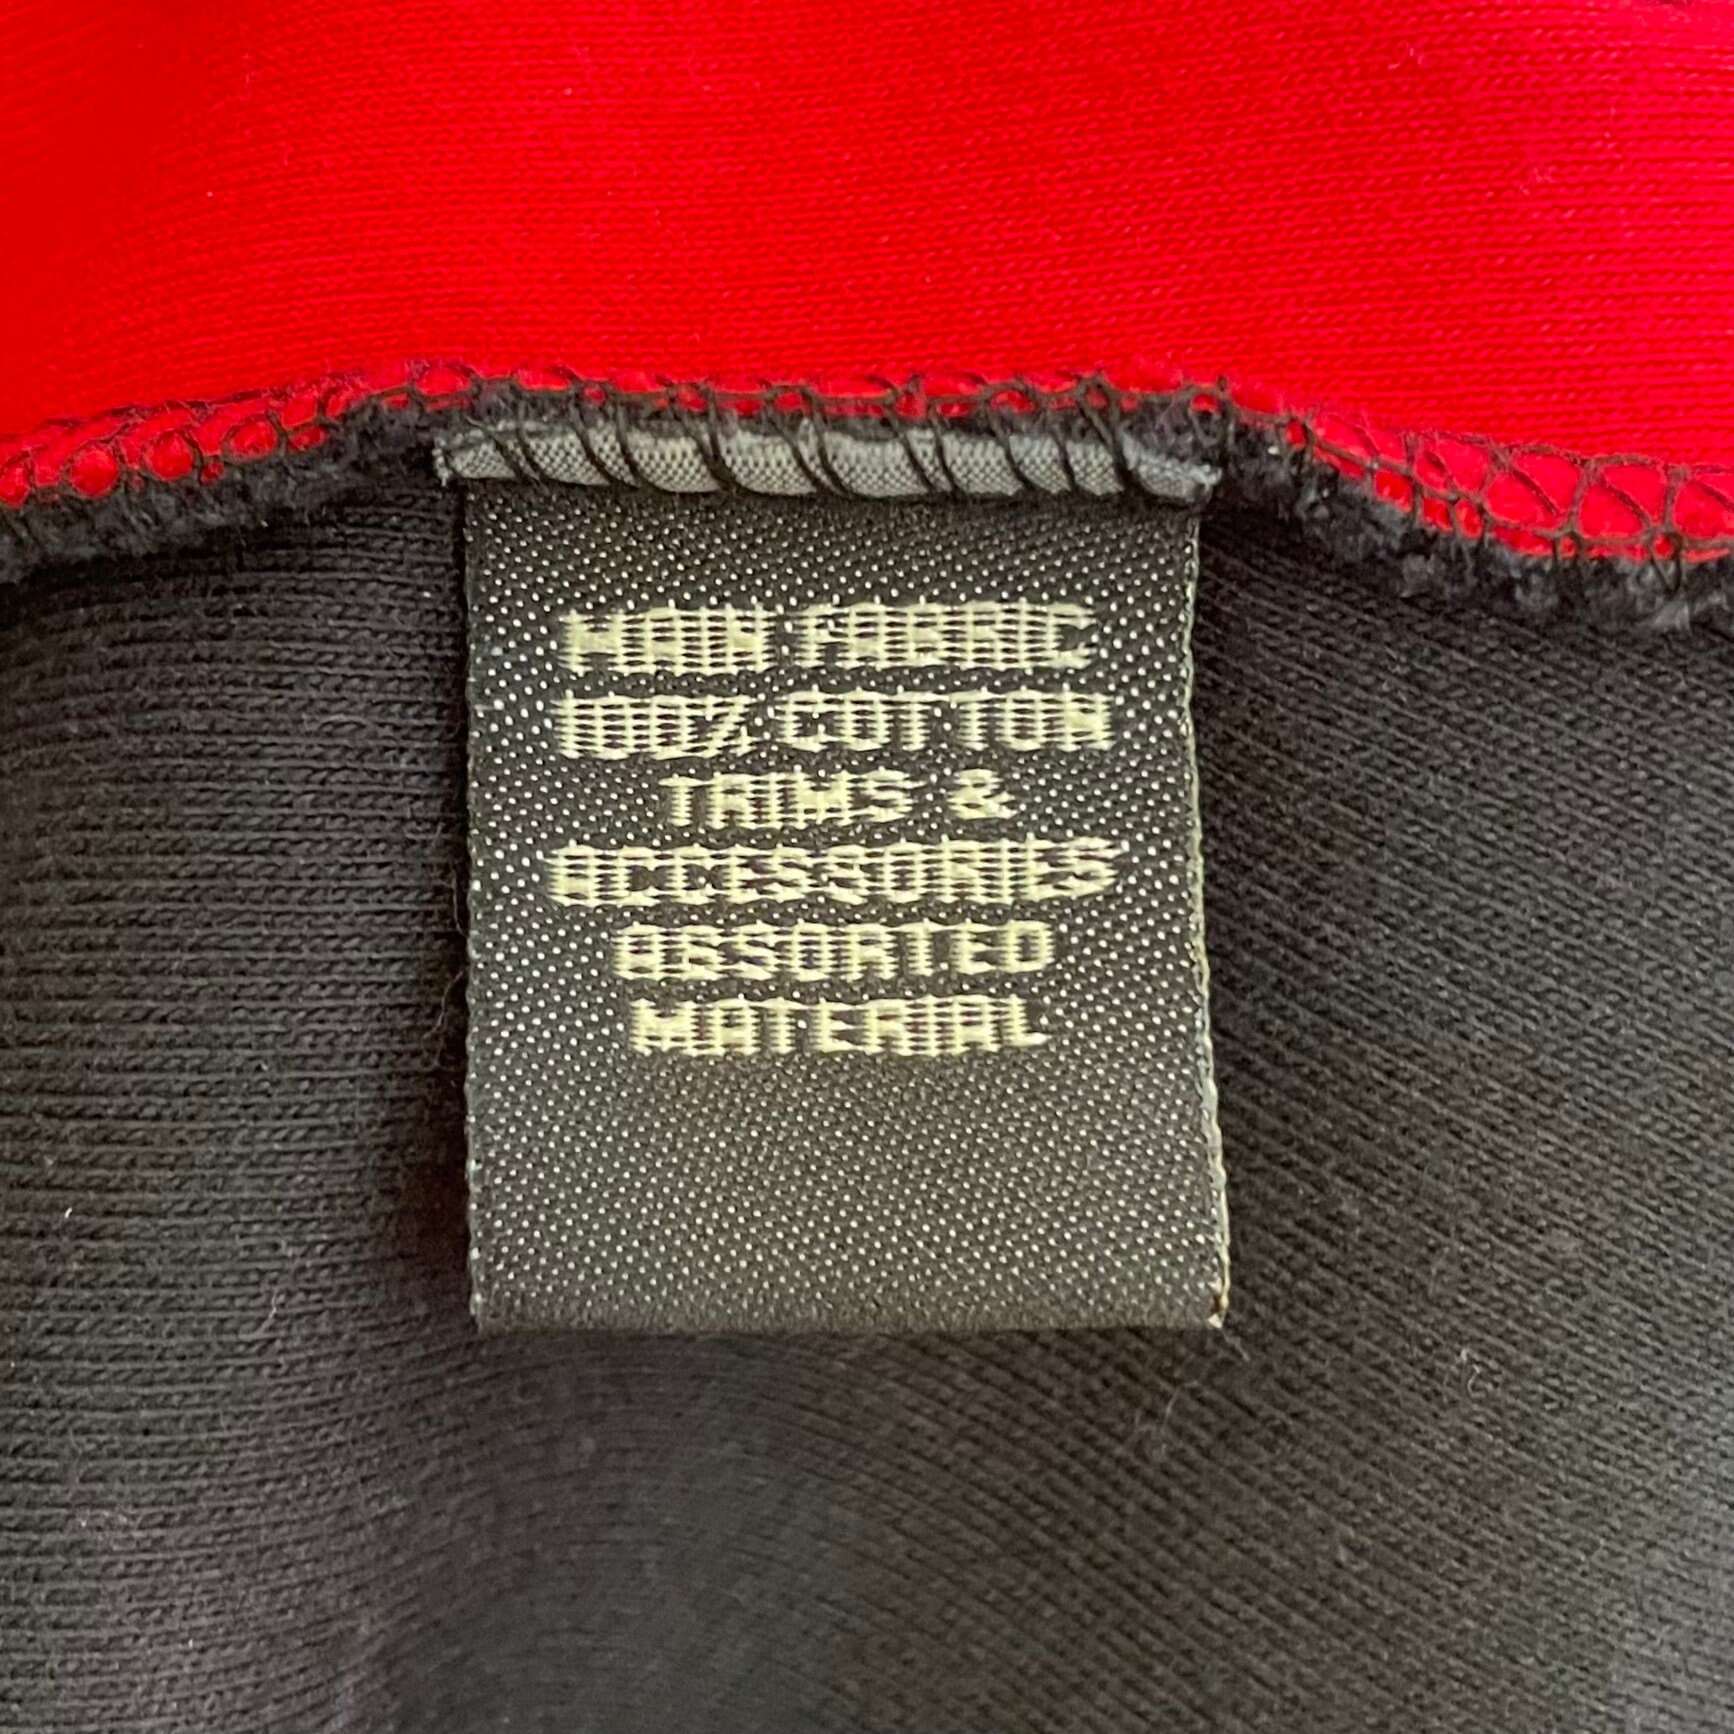 MAIN FABRIC
100% COTTON
TRIMS &
ACCESSORIES
ASSORTED
MATERIAL